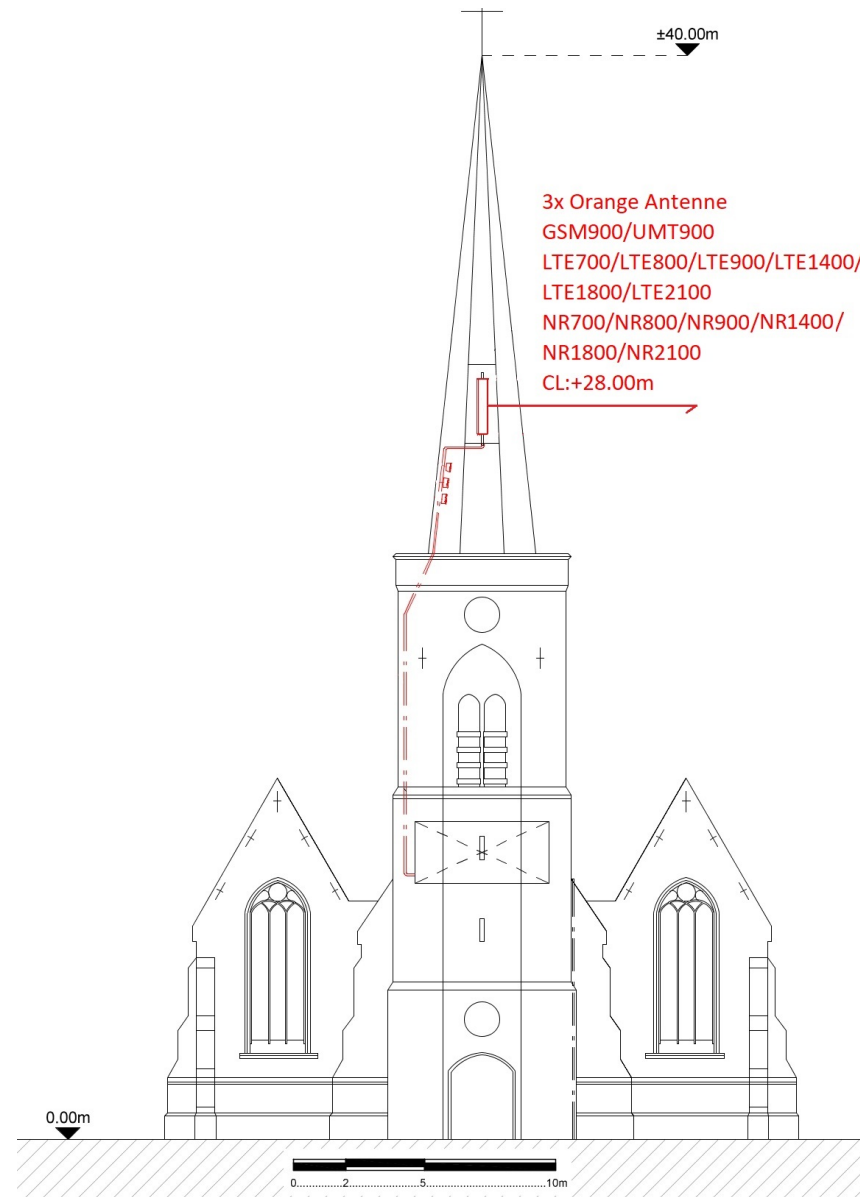 ±40.00m
3x Orange Antenne
GSM900/UMT900
LTE700/LTE800/LTE900/LTE1400/
LTE1800/LTE2100
NR700/NR800/NR900/NR1400/
NR1800/NR2100
CL:+28.00m
0.00m
0.............2....................5.................................10m